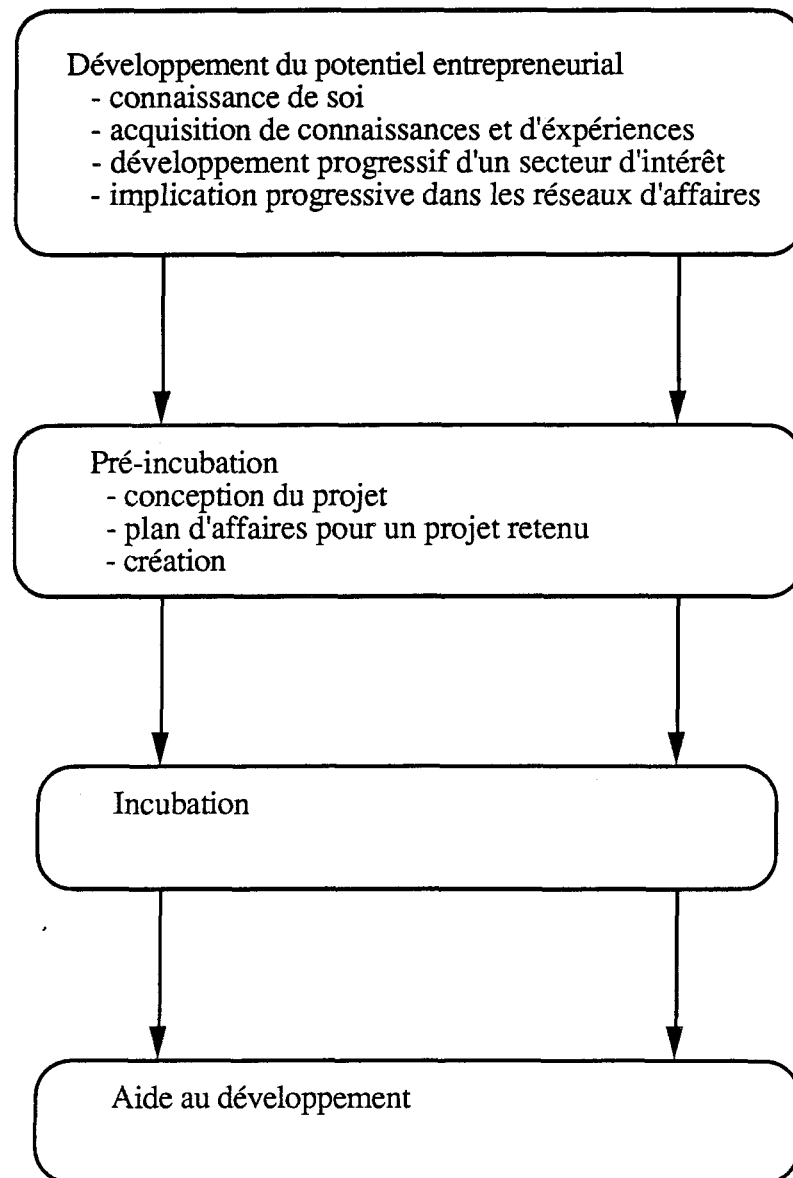 Développement du potentiel entrepreneurial
- connaissance de soi
- acquisition de connaissances et d'éxpériences
- développement progressif d'un secteur d'intérêt
- implication progressive dans les réseaux d'affaires
Pré-incubation
- conception du projet
- plan d'affaires pour un projet retenu
- création
Incubation
Aide au développement